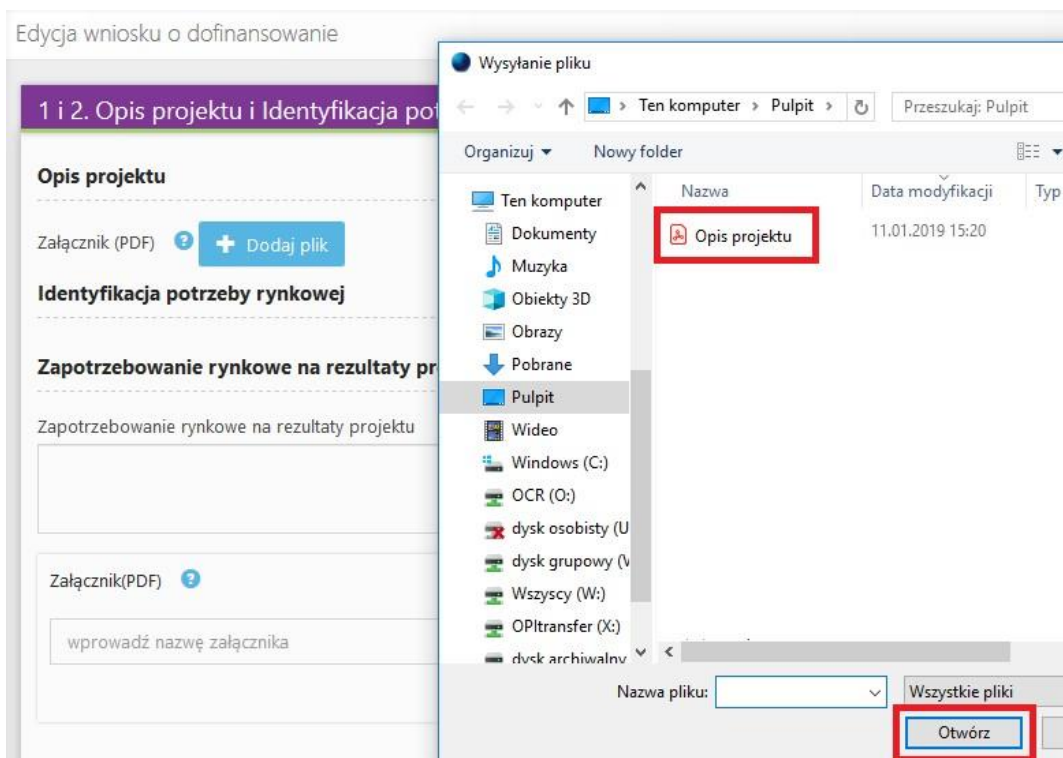 Edycja wniosku o dofinansowanie
1 i 2. Opis projektu i Identyfikacja pot
Opis projektu
Załącznik (PDF) ? + Dodaj plik
Identyfikacja potrzeby rynkowej
Zapotrzebowanie rynkowe na rezultaty pr
Zapotrzebowanie rynkowe na rezultaty projektu
Załącznik(PDF) ?
wprowadź nazwę załącznika
Wysyłanie pliku
Ten komputer > Pulpit >
Przeszukaj: Pulpit
Organizuj
Nowy folder
Ten komputer
Dokumenty
Muzyka
Obiekty 3D
Obrazy
Pobrane
Pulpit
Wideo
Windows (C:)
OCR (O:)
dysk osobisty (U
dysk grupowy (V
Wszyscy (W:)
OPItransfer (X:)
dysk archiwalny
Nazwa
Data modyfikacji
Typ
Opis projektu
11.01.2019 15:20
Nazwa pliku:
Wszystkie pliki
Otwórz